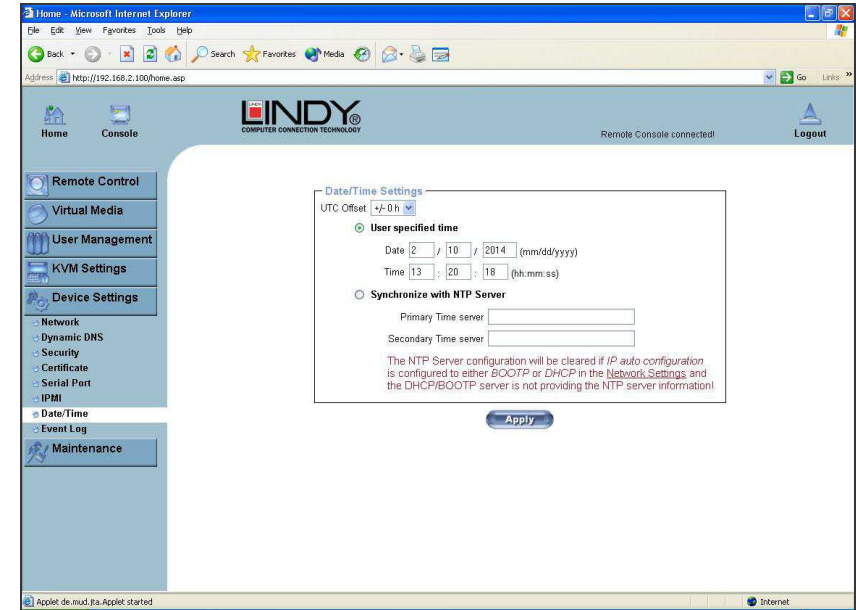 Home - Microsoft Internet Explorer
File Edit View Favorites Tools Help
Back Search Favorites Media
Address http://192.168.2.100/home.asp Go Links »
Home Console
LINDY®
COMPUTER CONNECTION TECHNOLOGY
Remote Console connected!
Logout
Remote Control
Virtual Media
User Management
KVM Settings
Device Settings
Network
Dynamic DNS
Security
Certificate
Serial Port
IPMI
Date/Time
Event Log
Maintenance
Date/Time Settings
UTC Offset +/- 0 h
User specified time
Date 2 / 10 / 2014 (mm/dd/yyyy)
Time 13 : 20 : 18 (hh:mm:ss)
Synchronize with NTP Server
Primary Time server
Secondary Time server
The NTP Server configuration will be cleared if IP auto configuration
is configured to either BOOTP or DHCP in the Network Settings and
the DHCP/BOOTP server is not providing the NTP server information!
Apply
Applet de.mud.jta.Applet started
Internet